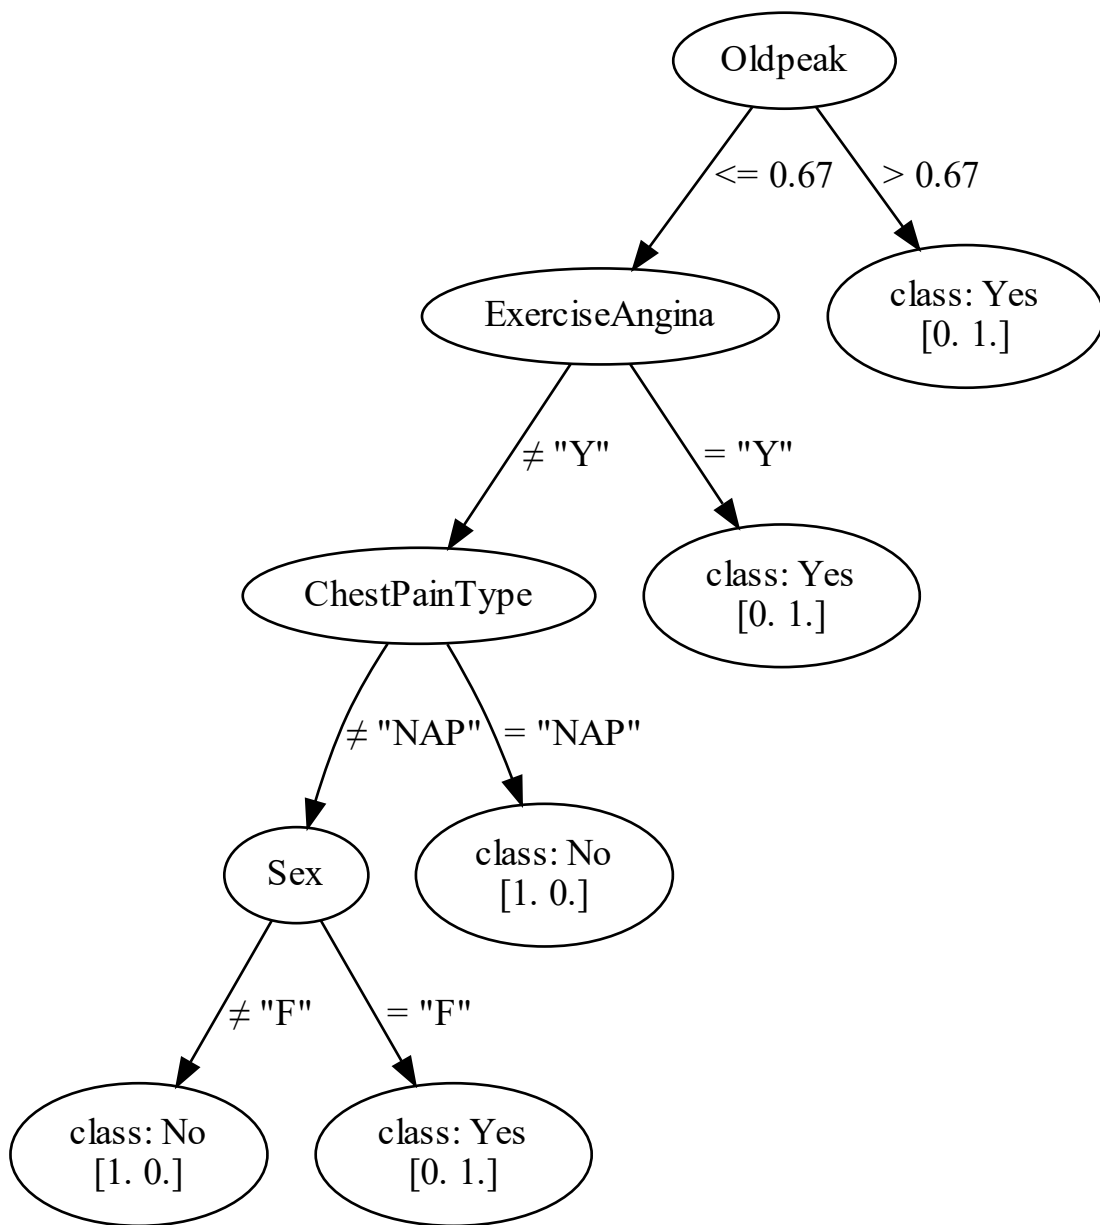 Oldpeak
<= 0.67
> 0.67
ExerciseAngina
class: Yes
[0. 1.]
≠ "Y"
= "Y"
ChestPainType
class: Yes
[0. 1.]
≠ "NAP"
= "NAP"
Sex
class: No
[1. 0.]
≠ "F"
= "F"
class: No
[1. 0.]
class: Yes
[0. 1.]